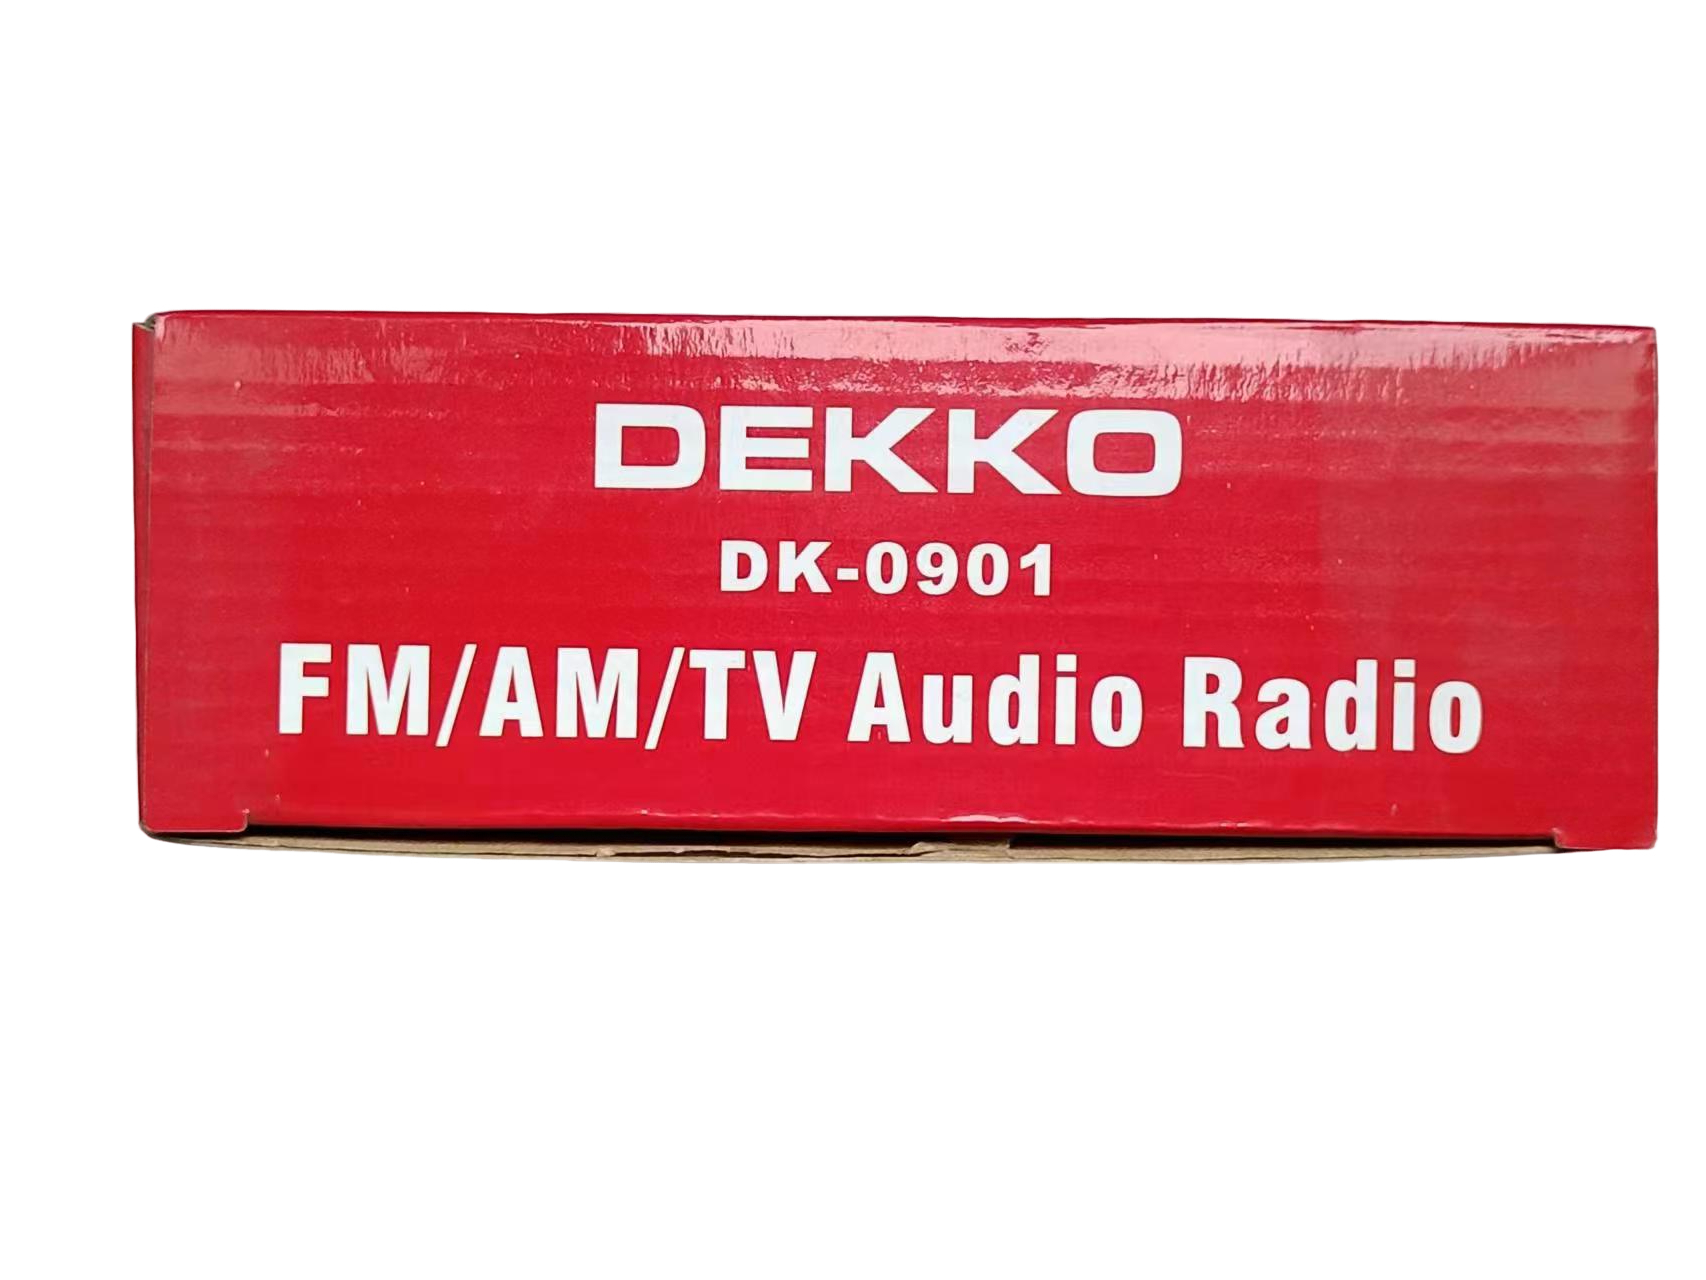 DEKKO
DK-0901
FM/AM/TV Audio Radio